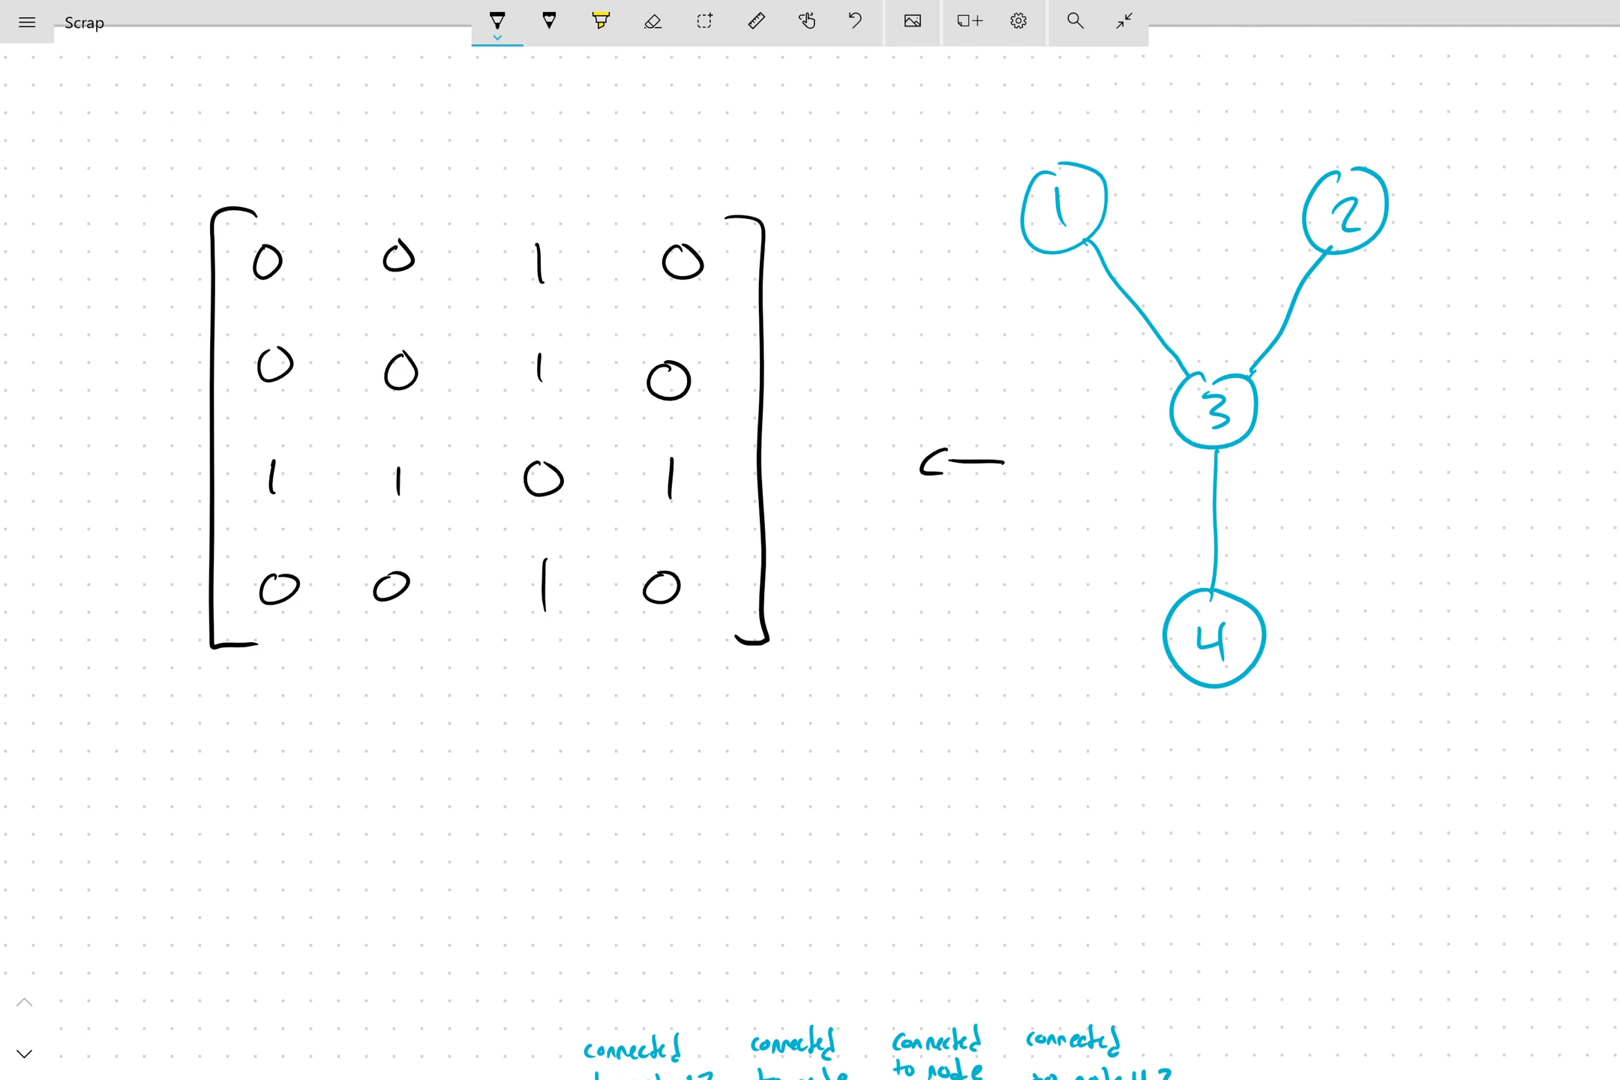 Scrap
0 0 1 0
0 0 1 0
1 1 0 1
0 0 1 0
1
2
3
4
connected connected connected connected
to node